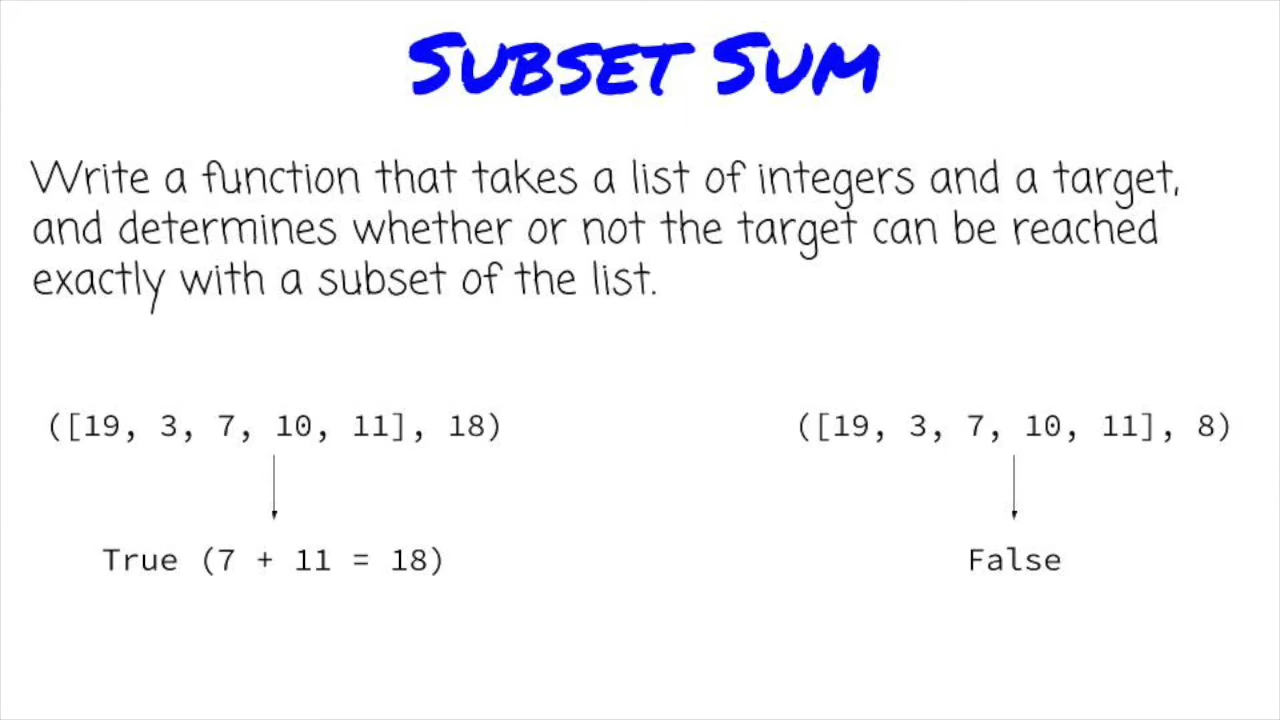 SUBSET SUM
Write a function that takes a list of integers and a target,
and determines whether or not the target can be reached
exactly with a subset of the list.
([19, 3, 7, 10, 11], 18)
([19, 3, 7, 10, 11], 8)
True (7 + 11 = 18)
False